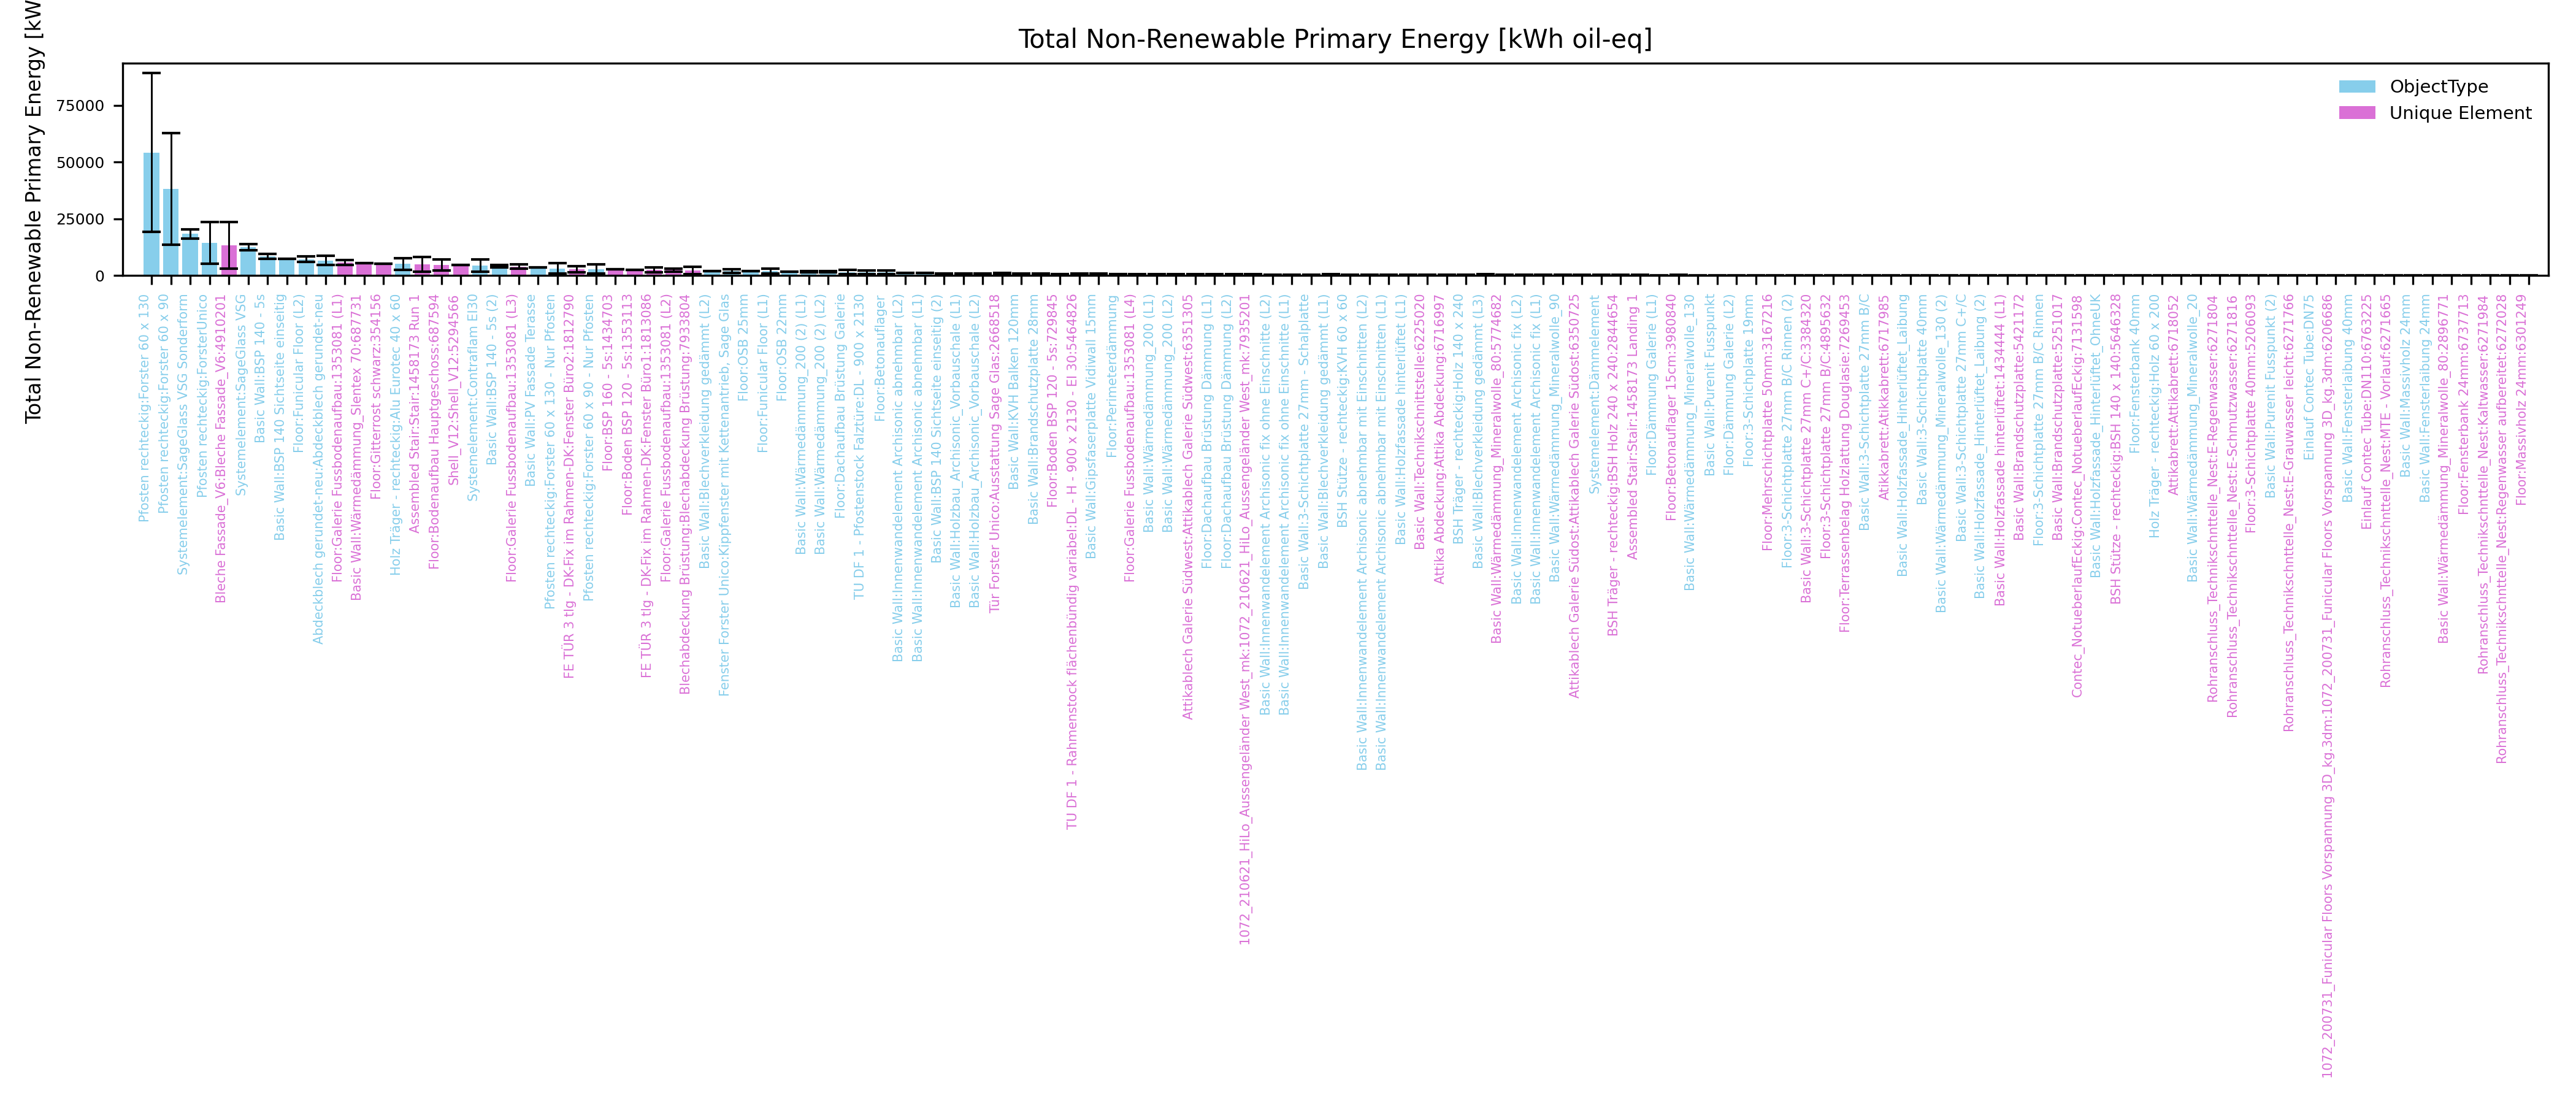 Total Non-Renewable Primary Energy [kWh oil-eq]
Total Non-Renewable Primary Energy [kW
75000
50000
25000
0
ObjectType
Unique Element
Pfosten rechteckig:Forster 60 x 130
Pfosten rechteckig:Forster 60 x 90
Systemelement:SageGlass VSG Sonderform
Pfosten rechteckig:ForsterUnico
Bleche Fassade_V6:Bleche Fassade_V6:4910201
Systemelement:SageGlass VSG
Basic Wall:BSP 140 - 5s
Basic Wall:BSP 140 Sichtseite einseitig
Floor:Funicular Floor (L2)
Abdeckblech gerundet-neu:Abdeckblech gerundet-neu
Floor:Galerie Fussbodenaufbau:1353081 (L1)
Basic Wall:Wärmedämmung_Slentex 70:687731
Floor:Gitterrost schwarz:354156
Holz Träger - rechteckig:Alu Eurotec 40 x 60
Assembled Stair:Stair:1458173 Run 1
Floor:Bodenaufbau Hauptgeschoss:687594
Shell_V12:Shell_V12:5294566
Systemelement:Contraflam EI30
Basic Wall:BSP 140 - 5s (2)
Floor:Galerie Fussbodenaufbau:1353081 (L3)
Basic Wall:PV Fassade Terasse
Pfosten rechteckig:Forster 60 x 130 - Nur Pfosten
FE TÜR 3 tlg - DK-Fix im Rahmen-DK:Fenster Büro2:1812790
Pfosten rechteckig:Forster 60 x 90 - Nur Pfosten
Floor:BSP 160 - 5s:1434703
Floor:Boden BSP 120 - 5s:1353113
FE TÜR 3 tlg - DK-Fix im Rahmen-DK:Fenster Büro1:1813086
Floor:Galerie Fussbodenaufbau:1353081 (L2)
Blechabdeckung Brüstung:Blechabdeckung Brüstung:7933804
Basic Wall:Blechverkleidung gedämmt (L2)
Fenster Forster Unico:Kippfenster mit Kettenantrieb, Sage Glas
Floor:OSB 25mm
Floor:Funicular Floor (L1)
Floor:OSB 22mm
Basic Wall:Wärmedämmung_200 (2) (L1)
Basic Wall:Wärmedämmung_200 (2) (L2)
Floor:Dachaufbau Brüstung Galerie
TU DF 1 - Pfostenstock Falztüre:DL - 900 x 2130
Floor:Betonauflager
Basic Wall:Innenwandelement Archisonic abnehmbar (L2)
Basic Wall:Innenwandelement Archisonic abnehmbar (L1)
Basic Wall:BSP 140 Sichtseite einseitig (2)
Basic Wall:Holzbau_Archisonic_Vorbauschale (L1)
Basic Wall:Holzbau_Archisonic_Vorbauschale (L2)
Tür Forster Unico:Ausstattung Sage Glas:2668518
Basic Wall:KVH Balken 120mm
Basic Wall:Brandschutzplatte 28mm
Floor:Boden BSP 120 - 5s:729845
TU DF 1 - Rahmenstock flächenbündig variabel:DL - H - 900 x 2130 - EI 30:5464826
Basic Wall:Gipsfaserplatte Vidiwall 15mm
Floor:Perimeterdämmung
Floor:Galerie Fussbodenaufbau:1353081 (L4)
Basic Wall:Wärmedämmung_200 (L1)
Basic Wall:Wärmedämmung_200 (L2)
Attikablech Galerie Südwest:Attikablech Galerie Südwest:6351305
Floor:Dachaufbau Brüstung Dämmung (L1)
Floor:Dachaufbau Brüstung Dämmung (L2)
1072_210621_HiLo_Aussengeländer West_mk:1072_210621_HiLo_Aussengeländer West_mk:7935201
Basic Wall:Innenwandelement Archisonic fix ohne Einschnitte (L2)
Basic Wall:Innenwandelement Archisonic fix ohne Einschnitte (L1)
Basic Wall:3-Schichtplatte 27mm - Schalplatte
Basic Wall:Blechverkleidung gedämmt (L1)
BSH Stütze - rechteckig:KVH 60 x 60
Basic Wall:Innenwandelement Archisonic abnehmbar mit Einschnitten (L2)
Basic Wall:Innenwandelement Archisonic abnehmbar mit Einschnitten (L1)
Basic Wall:Holzfassade hinterlüftet (L1)
Basic Wall:Technikschnittstelle:6225020
Attika Abdeckung:Attika Abdeckung:6716997
BSH Träger - rechteckig:Holz 140 x 240
Basic Wall:Blechverkleidung gedämmt (L3)
Basic Wall:Wärmedämmung_Mineralwolle_80:5774682
Basic Wall:Innenwandelement Archisonic fix (L2)
Basic Wall:Innenwandelement Archisonic fix (L1)
Basic Wall:Wärmedämmung_Mineralwolle_90
Attikablech Galerie Südost:Attikablech Galerie Südost:6350725
Systemelement:Dämmelement
BSH Träger - rechteckig:BSH Holz 240 x 240:2844654
Assembled Stair:Stair:1458173 Landing 1
Floor:Dämmung Galerie (L1)
Floor:Betonauflager 15cm:3980840
Basic Wall:Wärmedämmung_Mineralwolle_130
Basic Wall:Purenit Fusspunkt
Floor:Dämmung Galerie (L2)
Floor:3-Schichplatte 19mm
Floor:Mehrschichtplatte 50mm:3167216
Floor:3-Schichtplatte 27mm B/C Rinnen (2)
Basic Wall:3-Schichtplatte 27mm C+/C:3384320
Floor:3-Schichtplatte 27mm B/C:4895632
Floor:Terrassenbelag Holzlattung Douglasie:7269453
Basic Wall:3-Schichtplatte 27mm B/C
Atikabrett:Atikkabrett:6717985
Basic Wall:Holzfassade_Hinterlüftet_Laibung
Basic Wall:3-Schichtplatte 40mm
Basic Wall:Wärmedämmung_Mineralwolle_130 (2)
Basic Wall:3-Schichtplatte 27mm C+/C
Basic Wall:Holzfassade_Hinterlüftet_Laibung (2)
Basic Wall:Holzfassade hinterlüftet:1434444 (L1)
Basic Wall:Brandschutzplatte:5421172
Floor:3-Schichtplatte 27mm B/C Rinnen
Basic Wall:Brandschutzplatte:5251017
Contec_NotueberlaufEckig:Contec_NotueberlaufEckig:7131598
Basic Wall:Holzfassade_Hinterlüftet_OhneUK
BSH Stütze - rechteckig:BSH 140 x 140:5646328
Floor:Fensterbank 40mm
Holz Träger - rechteckig:Holz 60 x 200
Attikabrett:Attikabrett:6718052
Basic Wall:Wärmedämmung_Mineralwolle_20
Rohranschluss_Technikschnttelle_Nest:E-Regenwasser:6271804
Rohranschluss_Technikschnttelle_Nest:E-Schmutzwasser:6271816
Floor:3-Schichtplatte 40mm:5206093
Basic Wall:Purenit Fusspunkt (2)
Rohranschluss_Technikschnttelle_Nest:E-Grauwasser leicht:6271766
Einlauf Contec Tube:DN75
1072_200731_Funicular Floors Vorspannung 3D_kg.3dm:1072_200731_Funicular Floors Vorspannung 3D_kg.3dm:6206686
Basic Wall:Fensterlaibung 40mm
Einlauf Contec Tube:DN110:6763225
Rohranschluss_Technikschnttelle_Nest:MTE - Vorlauf:6271665
Basic Wall:Massivholz 24mm
Basic Wall:Fensterlaibung 24mm
Basic Wall:Wärmedämmung_Mineralwolle_80:2896771
Floor:Fensterbank 24mm:6737713
Rohranschluss_Technikschnttelle_Nest:Kaltwasser:6271984
Rohranschluss_Technikschnttelle_Nest:Regenwasser aufbereitet:6272028
Floor:Massivholz 24mm:6301249